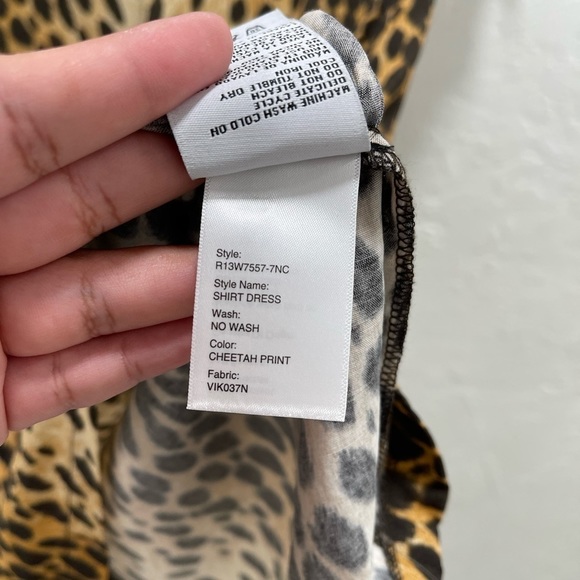 MACHINE WASH COLD ON
DELICATE CYCLE
DO NOT BLEACH
DO NOT TUMBLE DRY
COOL IRON
Style:
R13W7557-7NC
Style Name:
SHIRT DRESS
Wash:
NO WASH
Color:
CHEETAH PRINT
Fabric:
VIK037N